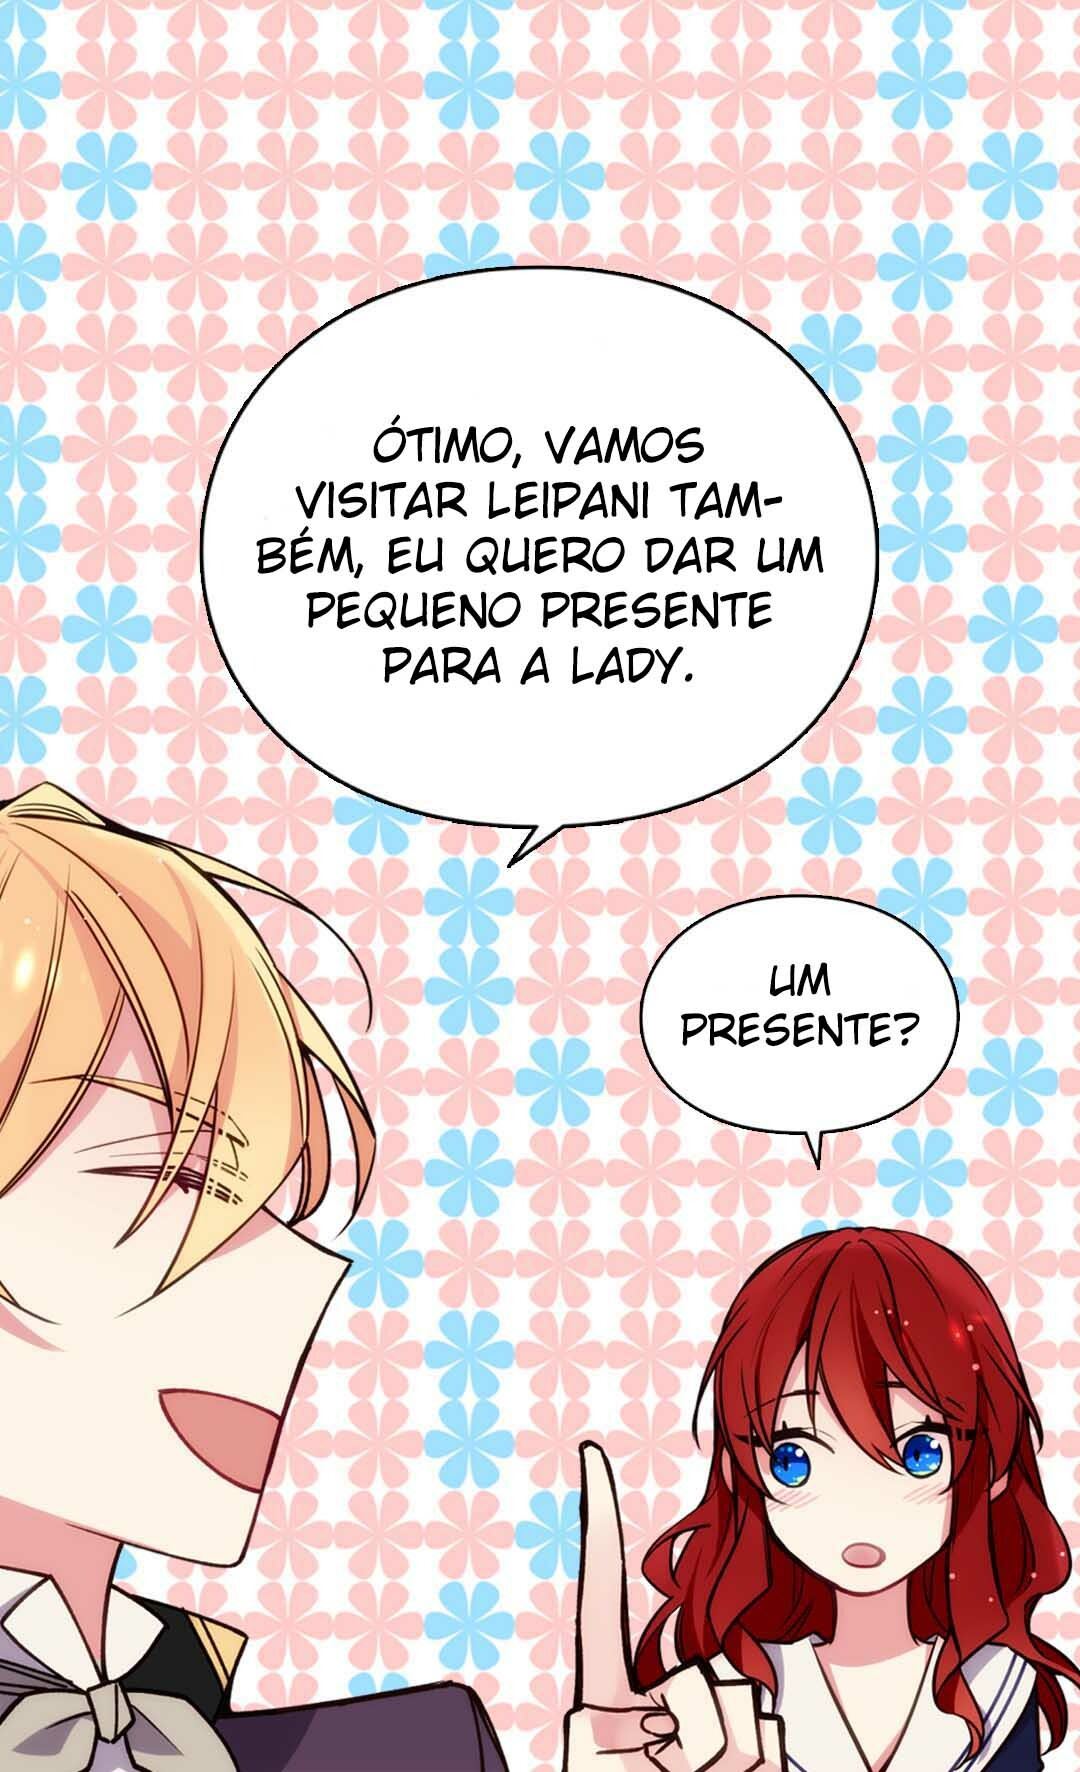 ÓTIMO, VAMOS
VISITAR LEIPANI TAM-
BÉM, EU QUERO DAR UM
PEQUENO PRESENTE
PARA A LADY.
UM
PRESENTE?